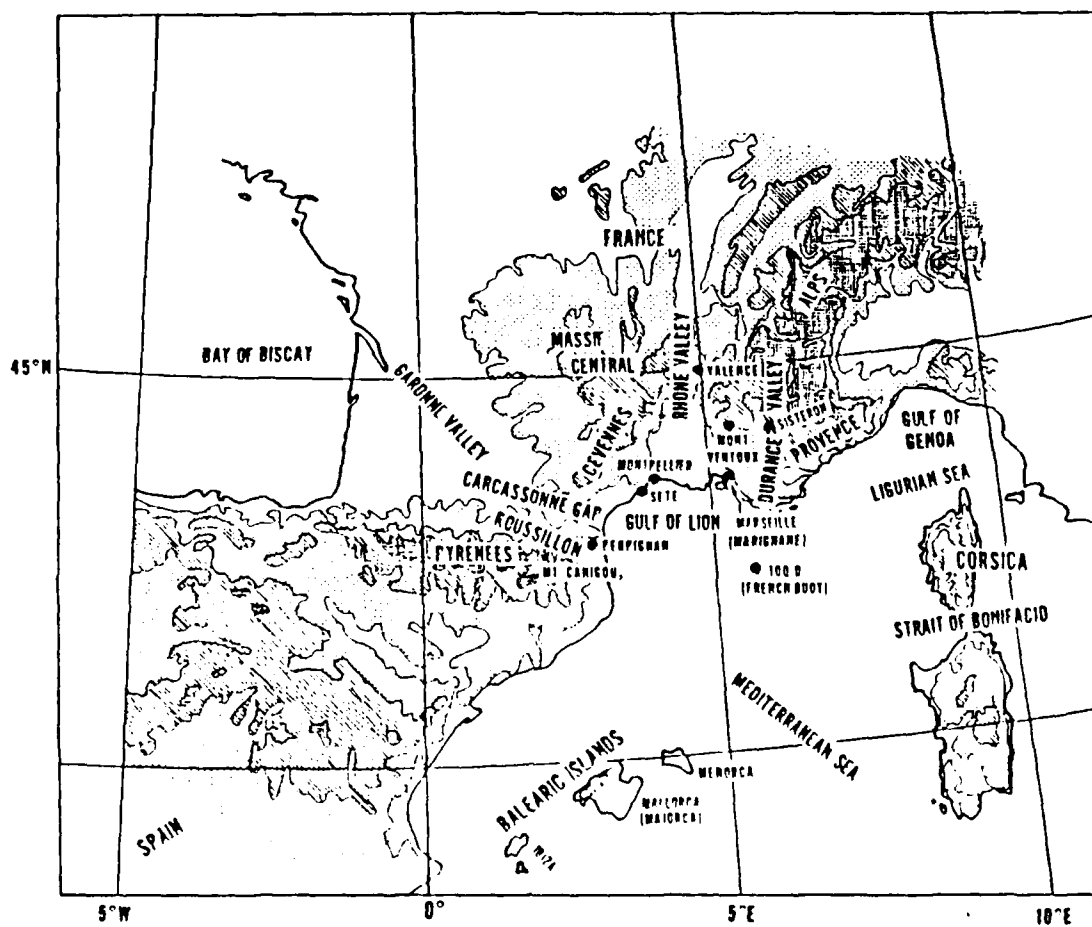 FRANCE
ALPS
MASSIF
CENTRAL
RHONE VALLEY
VALENCE
BAY OF BISCAY
45°N
GARONNE VALLEY
DURANCE VALLEY
SISTERON
MONT
VENTOUX
PROVENCE
GULF OF
GENOA
CEVENNES
MONTPELLIER
SETE
LIGURIAN SEA
CARCASSONNE GAP
ROUSSILLON
GULF OF LION
MARSEILLE
(MARIGNANE)
PYRENEES
PERPIGNAN
MT CANIGOU,
(FRENCH BUOY)
CORSICA
STRAIT OF BONIFACIO
MEDITERRANEAN SEA
BALEARIC ISLANDS
MENORCA
MALLORCA
(MAJORCA)
IBIZA
SPAIN
5°W
0°
5°E
10°E